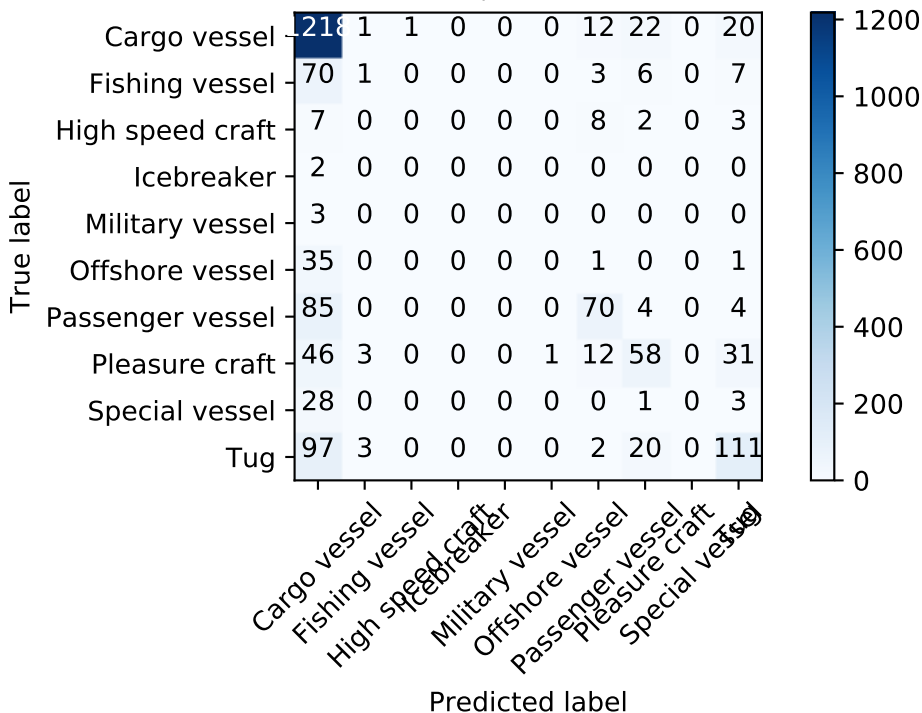 Cargo vessel 1218 1 1 0 0 0 12 22 0 20
Fishing vessel 70 1 0 0 0 0 3 6 0 7
High speed craft 7 0 0 0 0 0 8 2 0 3
Icebreaker 2 0 0 0 0 0 0 0 0 0
Military vessel 3 0 0 0 0 0 0 0 0 0
Offshore vessel 35 0 0 0 0 0 1 0 0 1
Passenger vessel 85 0 0 0 0 0 70 4 0 4
Pleasure craft 46 3 0 0 0 1 12 58 0 31
Special vessel 28 0 0 0 0 0 0 1 0 3
Tug 97 3 0 0 0 0 2 20 0 111
True label
Cargo vessel
Fishing vessel
High speed craft
Icebreaker
Military vessel
Offshore vessel
Passenger vessel
Pleasure craft
Special vessel
Tug
Predicted label
1200
1000
800
600
400
200
0